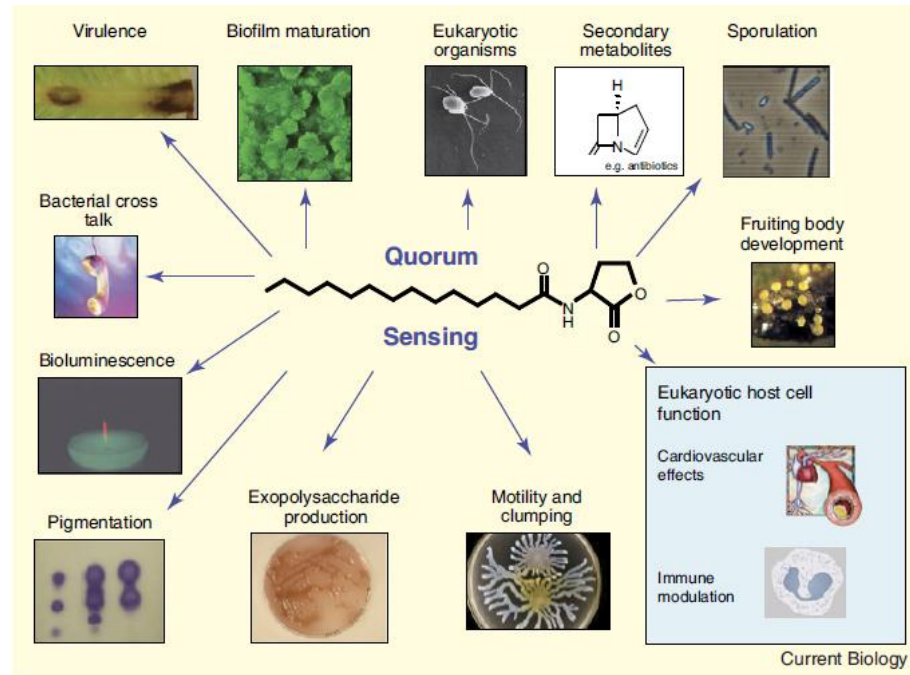 Virulence
Biofilm maturation
Eukaryotic
organisms
Secondary
metabolites
Sporulation
H
N
e.g. antibiotics
Bacterial cross
talk
Fruiting body
development
Quorum
O
O
N
H
O
Sensing
Bioluminescence
Eukaryotic host cell
function
Cardiovascular
effects
Pigmentation
Exopolysaccharide
production
Motility and
clumping
Immune
modulation
Current Biology